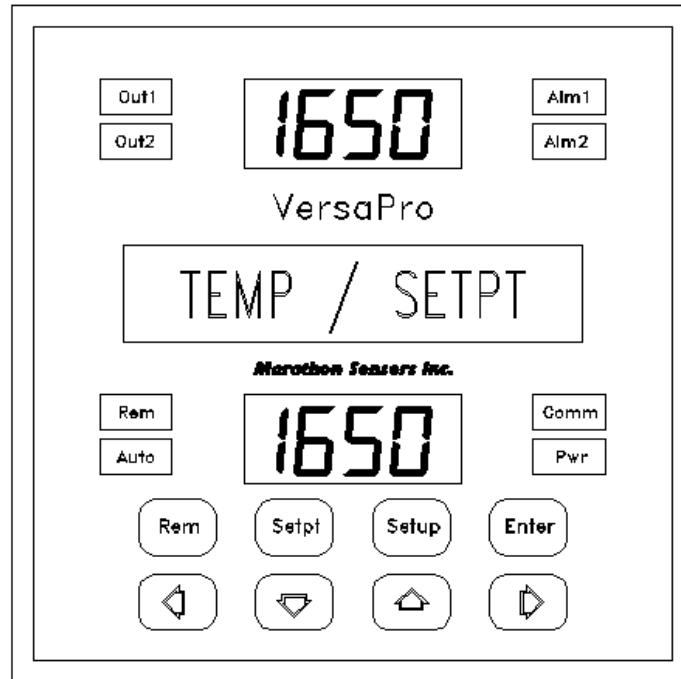 Out1 1650 Alm1
Out2 Alm2
VersaPro
TEMP / SETPT
Marathon Sensors Inc.
Rem 1650 Comm
Auto Pwr
Rem Setpt Setup Enter